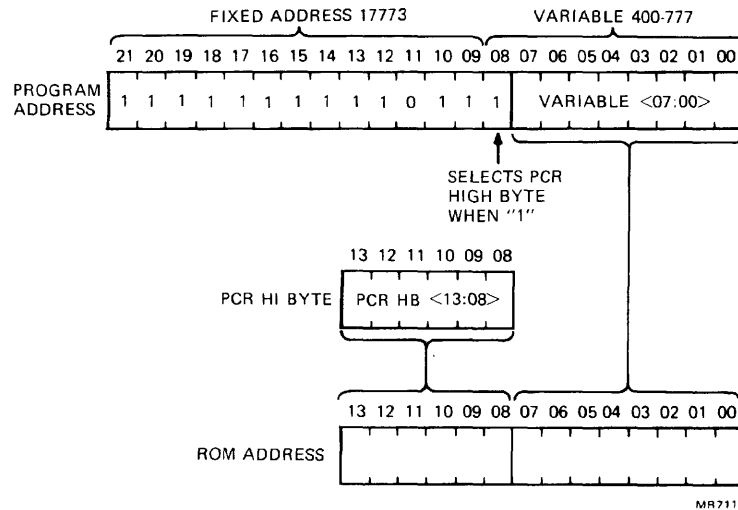 FIXED ADDRESS 17773 VARIABLE 400-777
21 20 19 18 17 16 15 14 13 12 11 10 09 08 07 06 05 04 03 02 01 00
PROGRAM
ADDRESS
1 1 1 1 1 1 1 1 1 1 0 1 1 1 VARIABLE <07:00>
SELECTS PCR
HIGH BYTE
WHEN "1"
13 12 11 10 09 08
PCR HI BYTE PCR HB <13:08>
13 12 11 10 09 08 07 06 05 04 03 02 01 00
ROM ADDRESS